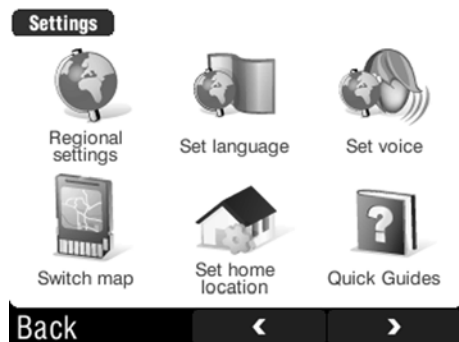 Settings
Regional
settings
Set language
Set voice
Switch map
Set home
location
Quick Guides
?
Back
<
>